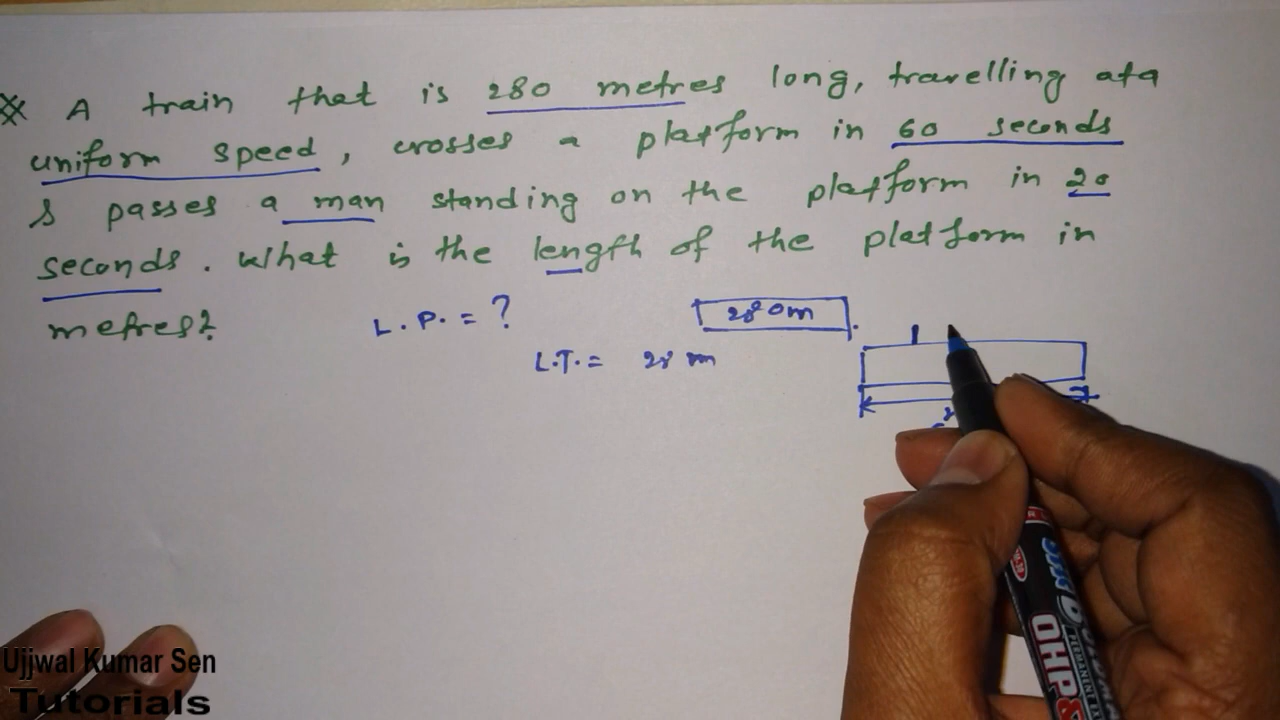 A train that is 280 metres long, travelling at a
uniform speed, crosses a platform in 60 seconds
& passes a man standing on the platform in 20
seconds. What is the length of the platform in
metres?
L.P. = ?
280m
L.T. = 28 m
OHP
Ujjwal Kumar Sen
Tutorials